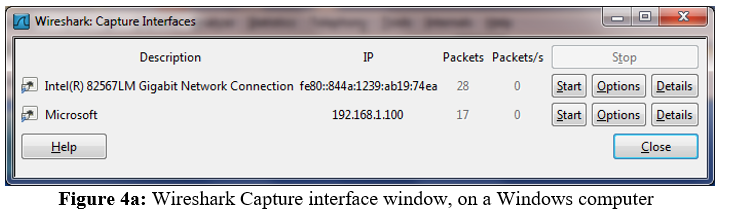 Wireshark: Capture Interfaces
Description IP Packets Packets/s Stop
Intel(R) 82567LM Gigabit Network Connection fe80::844a:1239:ab19:74ea 28 0 Start Options Details
Microsoft 192.168.1.100 17 0 Start Options Details
Help Close
Figure 4a: Wireshark Capture interface window, on a Windows computer